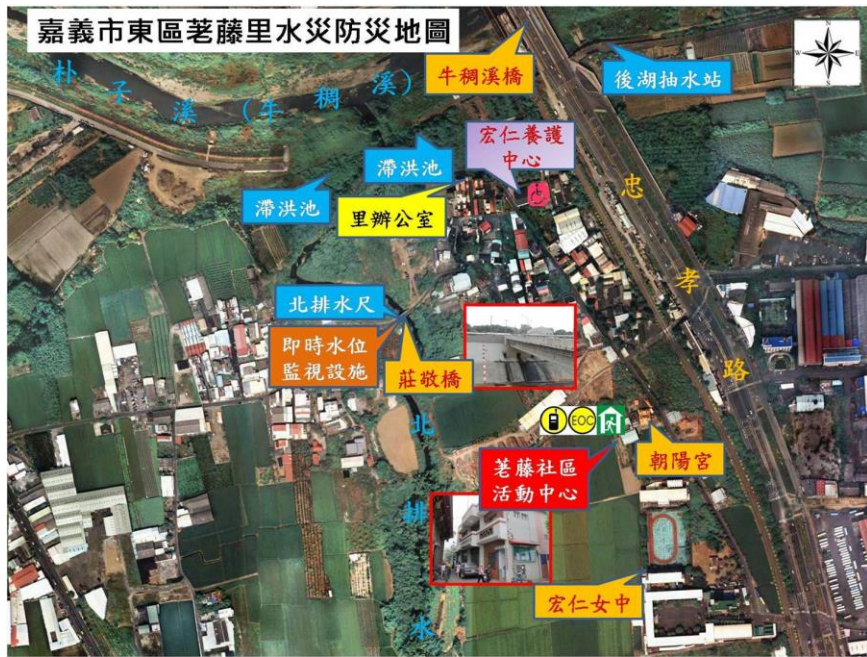 嘉義市東區荖藤里水災防災地圖
N
W
E
S
牛稠溪橋
後湖抽水站
朴子溪(牛稠溪)
宏仁養護
中心
滯洪池
滯洪池
里辦公室
忠孝路
北排水尺
即時水位
監視設施
莊敬橋
EOC
朝陽宮
荖藤社區
活動中心
北排水
宏仁女中